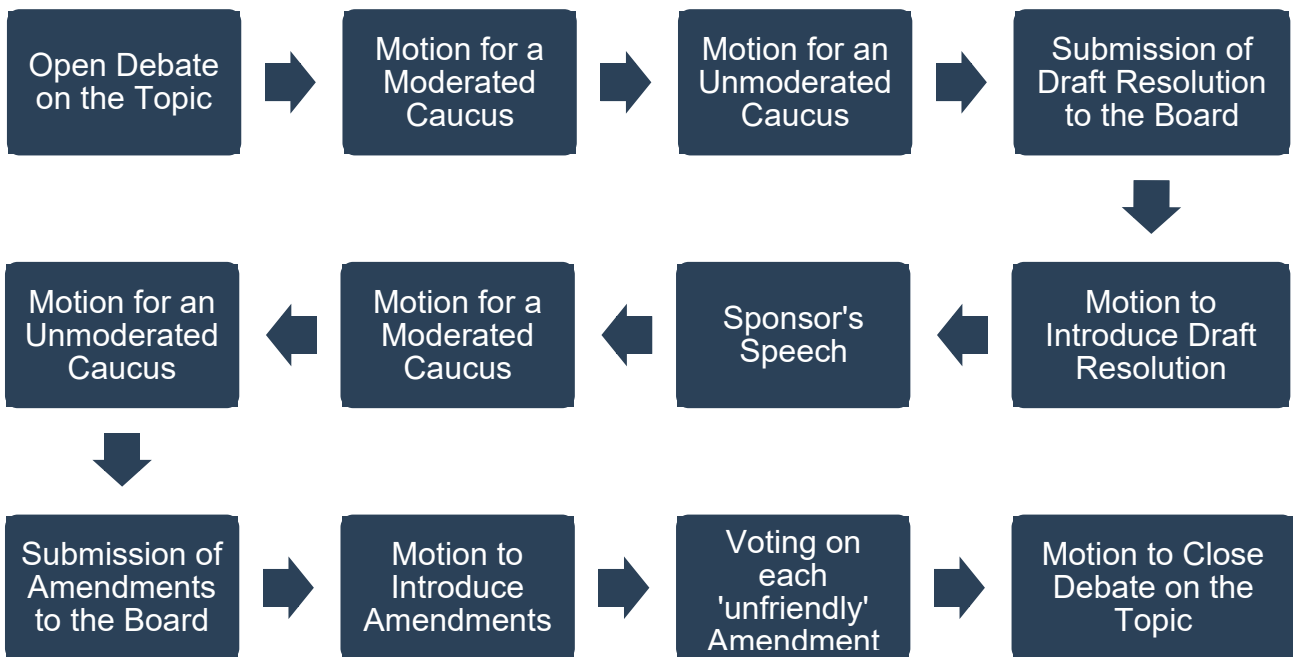 Open Debate
on the Topic
Motion for a
Moderated
Caucus
Motion for an
Unmoderated
Caucus
Submission of
Draft Resolution
to the Board
Motion to
Introduce Draft
Resolution
Sponsor's
Speech
Motion for a
Moderated
Caucus
Motion for an
Unmoderated
Caucus
Submission of
Amendments
to the Board
Motion to
Introduce
Amendments
Voting on
each
'unfriendly'
Amendment
Motion to Close
Debate on the
Topic